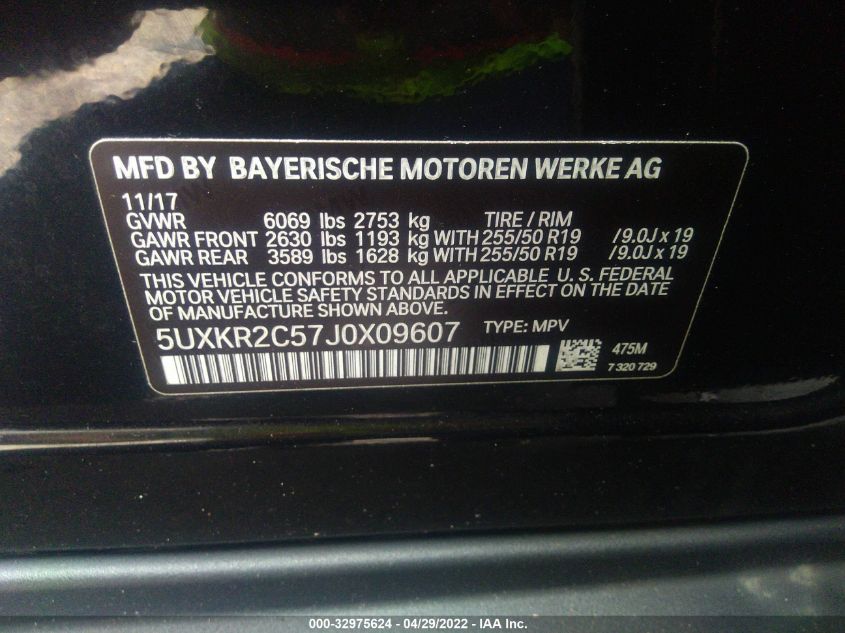 MFD BY BAYERISCHE MOTOREN WERKE AG
11/17
GVWR 6069 lbs 2753 kg TIRE / RIM
GAWR FRONT 2630 lbs 1193 kg WITH 255/50 R19 /9.0J x 19
GAWR REAR 3589 lbs 1628 kg WITH 255/50 R19 /9.0J x 19
THIS VEHICLE CONFORMS TO ALL APPLICABLE U. S. FEDERAL
MOTOR VEHICLE SAFETY STANDARDS IN EFFECT ON THE DATE
OF MANUFACTURE SHOWN ABOVE.
5UXKR2C57J0X09607 TYPE: MPV
475M
7 320 729
000-32975624 - 04/29/2022 - IAA Inc.